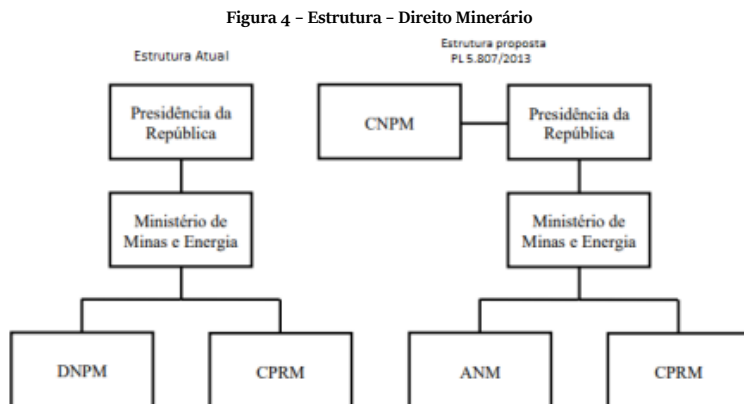 Figura 4 – Estrutura – Direito Minerário
Estrutura Atual
Presidência da
República
Ministério de
Minas e Energia
DNPM
CPRM
Estrutura proposta
PL 5.807/2013
CNPM
Presidência da
República
Ministério de
Minas e Energia
ANM
CPRM